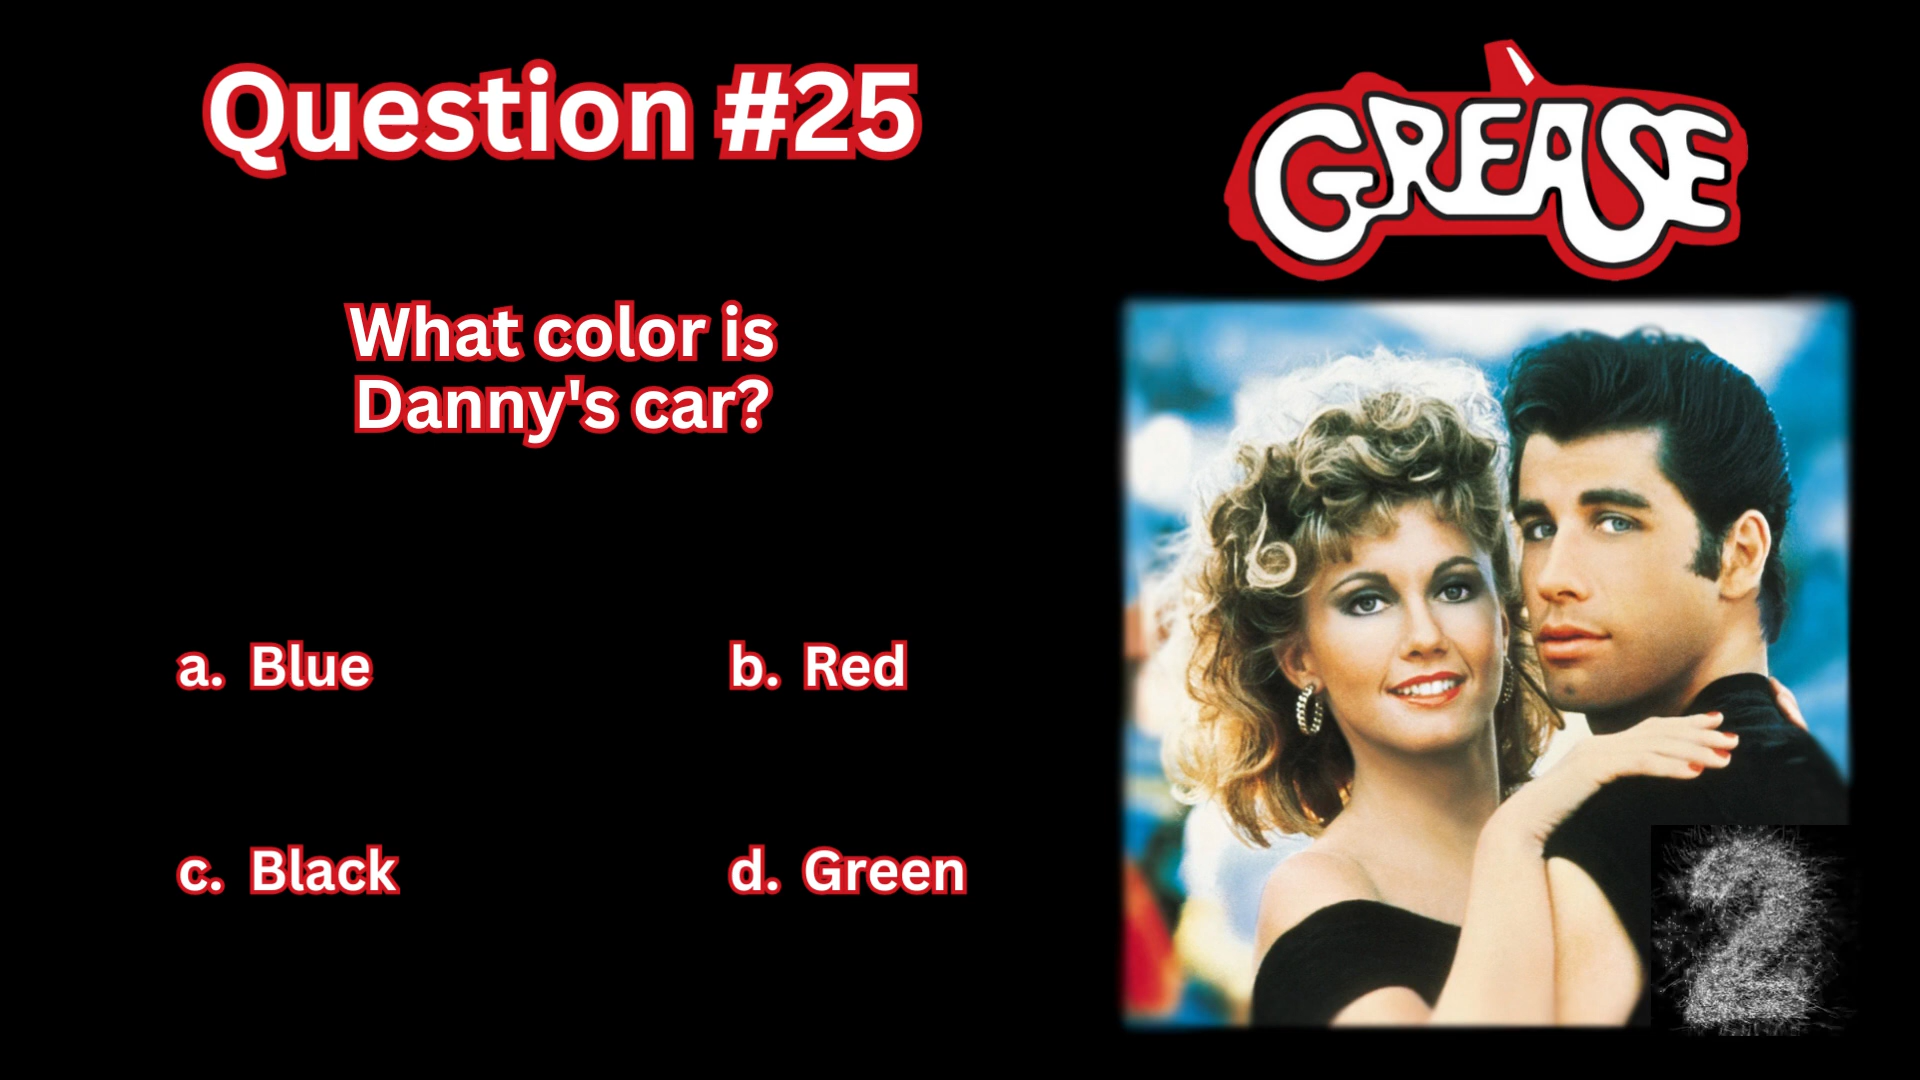 Question #25
GREASE
What color is
Danny's car?
a. Blue
b. Red
c. Black
d. Green
2